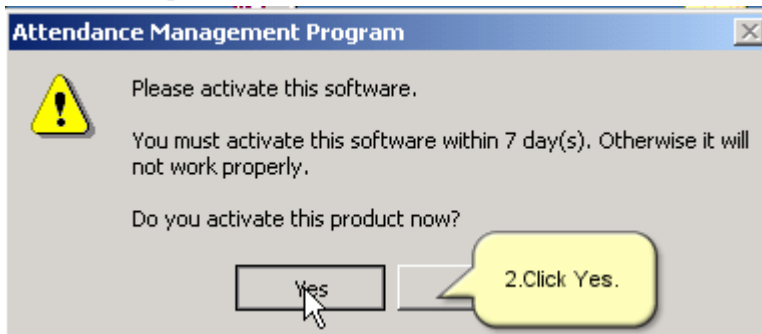 Attendance Management Program
Please activate this software.
You must activate this software within 7 day(s). Otherwise it will
not work properly.
Do you activate this product now?
Yes
2.Click Yes.